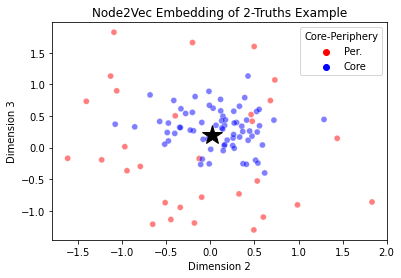 Node2Vec Embedding of 2-Truths Example
Core-Periphery
Per.
Core
Dimension 3
1.5
1.0
0.5
0.0
−0.5
−1.0
−1.5 −1.0 −0.5 0.0 0.5 1.0 1.5 2.0
Dimension 2